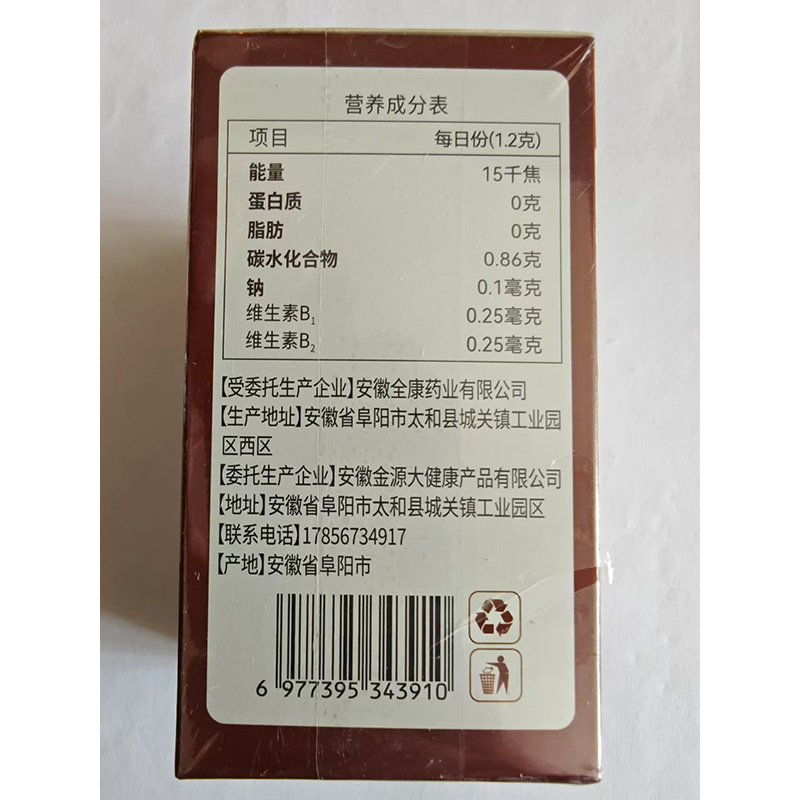 营养成分表
项目 每日份(1.2克)
能量 15千焦
蛋白质 0克
脂肪 0克
碳水化合物 0.86克
钠 0.1毫克
维生素B₁ 0.25毫克
维生素B₂ 0.25毫克
【受委托生产企业】安徽全康药业有限公司
【生产地址】安徽省阜阳市太和县城关镇工业园
区西区
【委托生产企业】安徽金源大健康产品有限公司
【地址】安徽省阜阳市太和县城关镇工业园区
【联系电话】17856734917
【产地】安徽省阜阳市
6 977395 343910